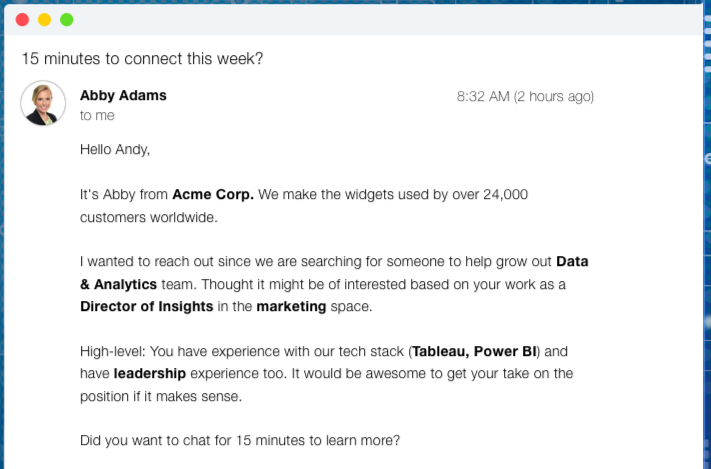 15 minutes to connect this week?
Abby Adams
8:32 AM (2 hours ago)
to me
Hello Andy,
It's Abby from Acme Corp. We make the widgets used by over 24,000
customers worldwide.
I wanted to reach out since we are searching for someone to help grow out Data
& Analytics team. Thought it might be of interested based on your work as a
Director of Insights in the marketing space.
High-level: You have experience with our tech stack (Tableau, Power BI) and
have leadership experience too. It would be awesome to get your take on the
position if it makes sense.
Did you want to chat for 15 minutes to learn more?